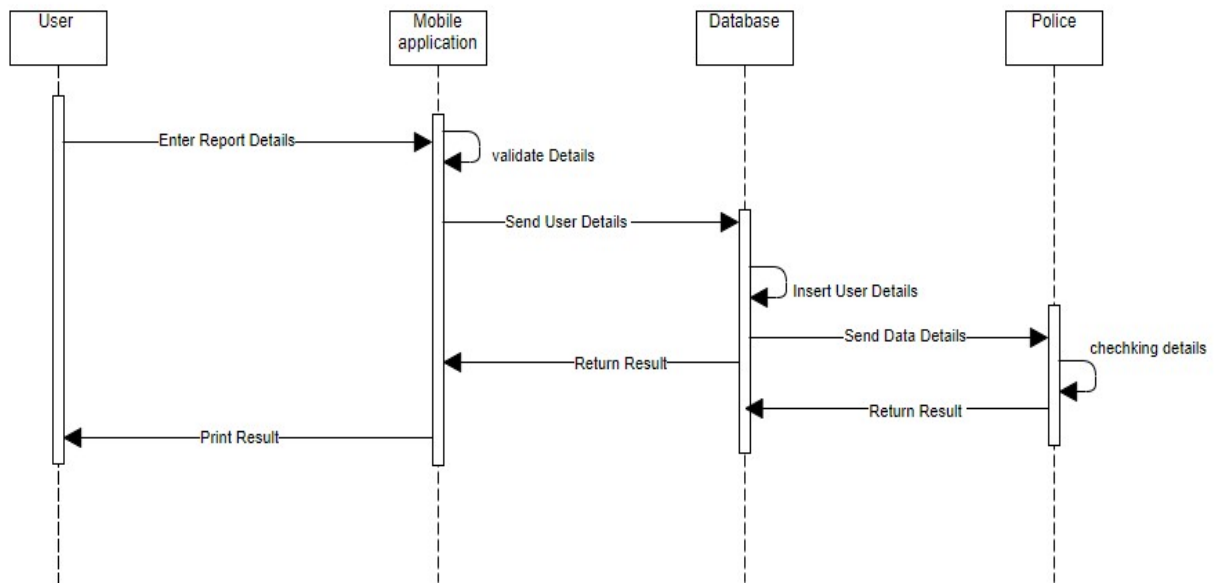 User
Mobile
application
Database
Police
Enter Report Details
validate Details
Send User Details
Insert User Details
Send Data Details
chechking details
Return Result
Return Result
Print Result